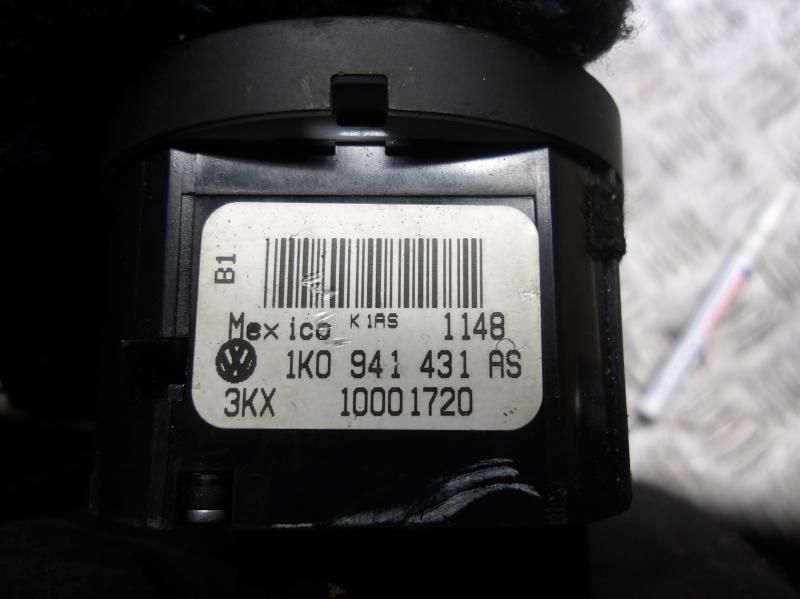 B1
Mexico K1AS 1148
1K0 941 431 AS
3KX 10001720